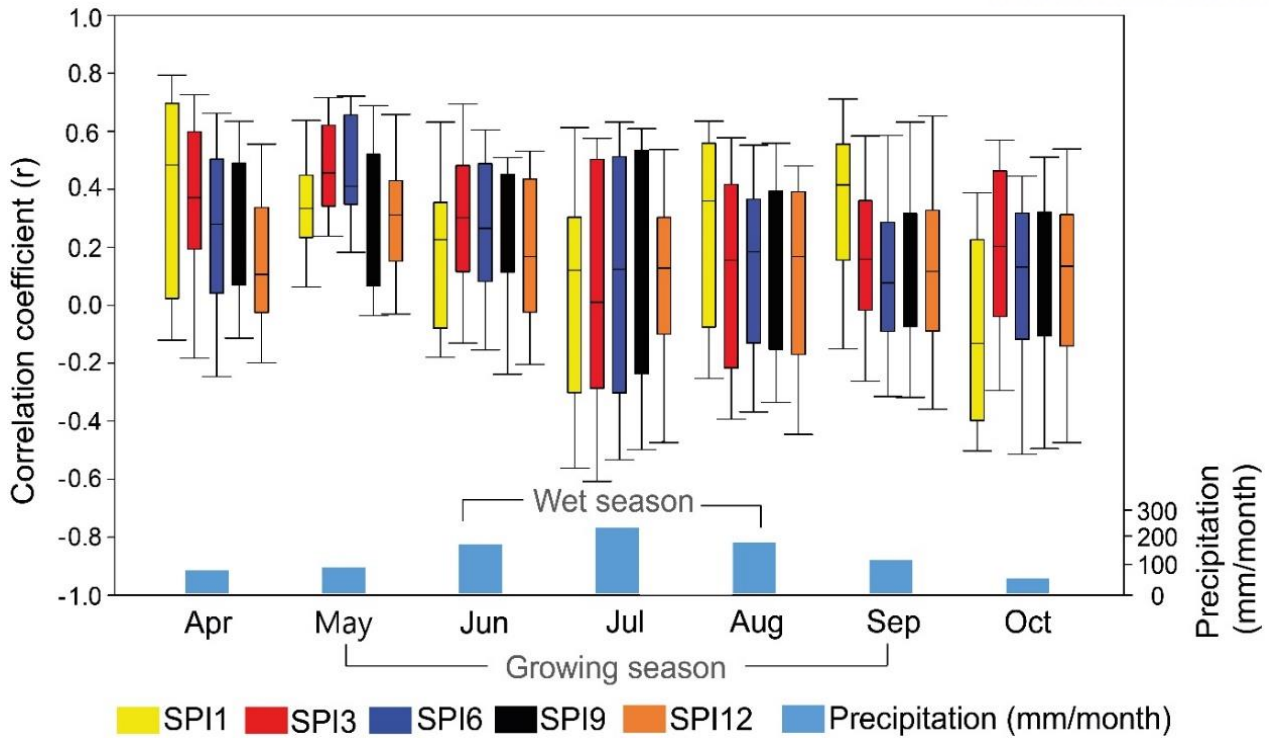 Correlation coefficient (r)
1.0
0.8
0.6
0.4
0.2
0.0
-0.2
-0.4
-0.6
-0.8
-1.0
Wet season
300
200
100
0
Precipitation
(mm/month)
Apr May Jun Jul Aug Sep Oct
Growing season
SPI1 SPI3 SPI6 SPI9 SPI12 Precipitation (mm/month)